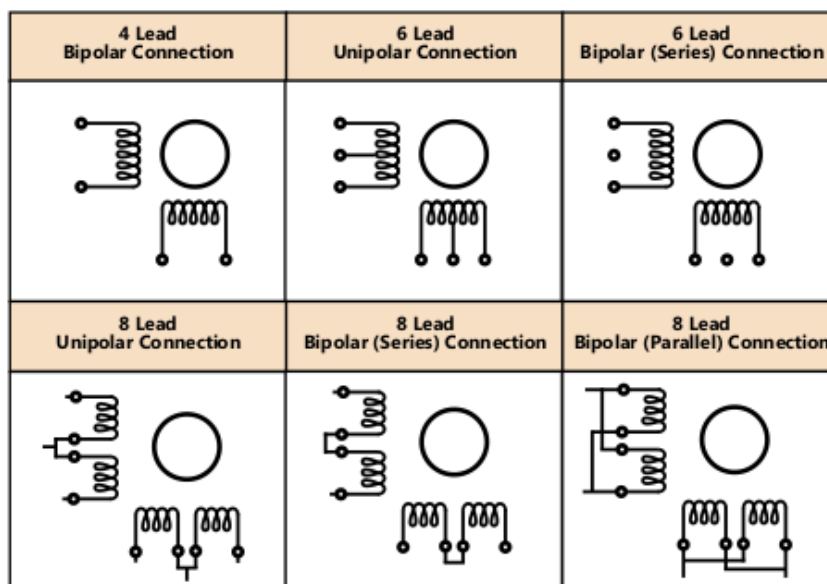 4 Lead
Bipolar Connection
6 Lead
Unipolar Connection
6 Lead
Bipolar (Series) Connection
8 Lead
Unipolar Connection
8 Lead
Bipolar (Series) Connection
8 Lead
Bipolar (Parallel) Connection